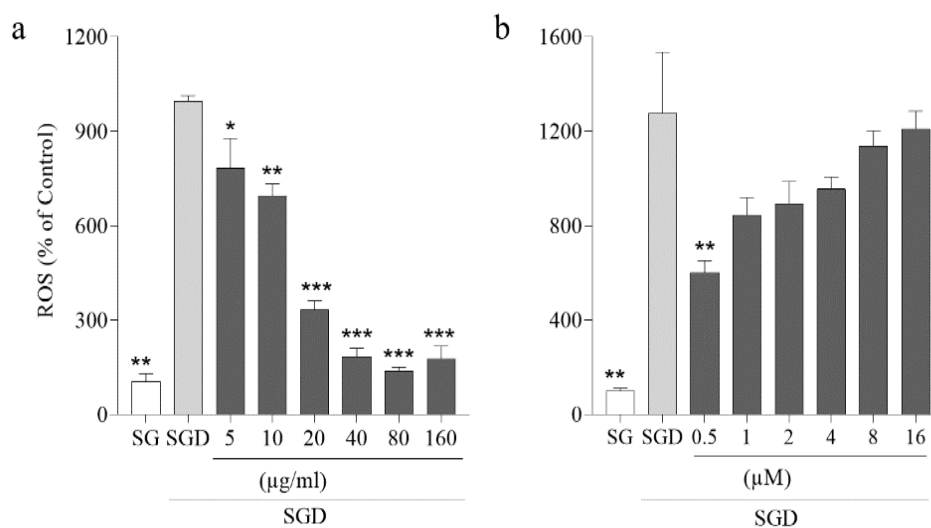 a
1200
900
600
300
0
ROS (% of Control)
**
*
**
***
***
***
***
SG SGD 5 10 20 40 80 160
(µg/ml)
SGD
b
1600
1200
800
400
0
**
**
SG SGD 0.5 1 2 4 8 16
(µM)
SGD